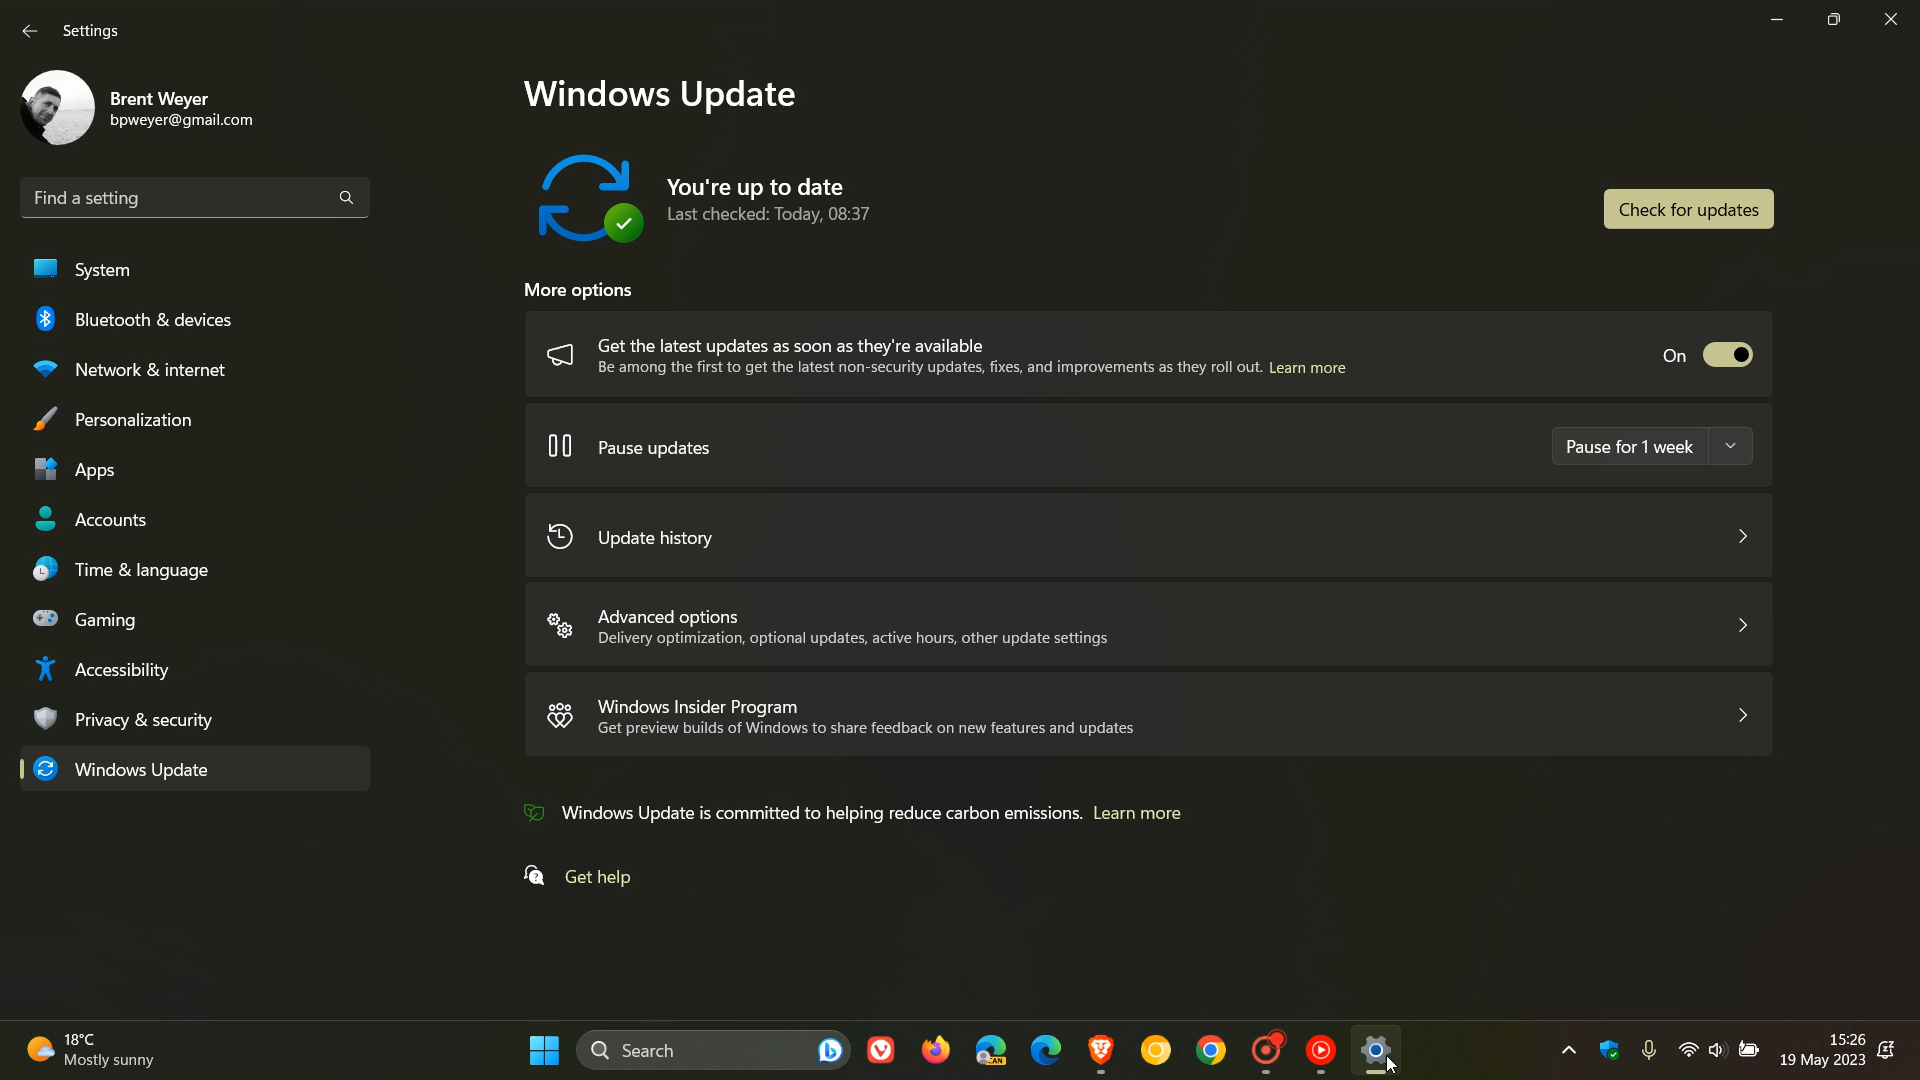 Settings
Brent Weyer
bpweyer@gmail.com
Find a setting
System
Bluetooth & devices
Network & internet
Personalization
Apps
Accounts
Time & language
Gaming
Accessibility
Privacy & security
Windows Update
Windows Update
You're up to date
Last checked: Today, 08:37
Check for updates
More options
Get the latest updates as soon as they're available
Be among the first to get the latest non-security updates, fixes, and improvements as they roll out. Learn more
On
Pause updates
Pause for 1 week
Update history
Advanced options
Delivery optimization, optional updates, active hours, other update settings
Windows Insider Program
Get preview builds of Windows to share feedback on new features and updates
Windows Update is committed to helping reduce carbon emissions. Learn more
Get help
18°C
Mostly sunny
Search
CAN
15:26
19 May 2023